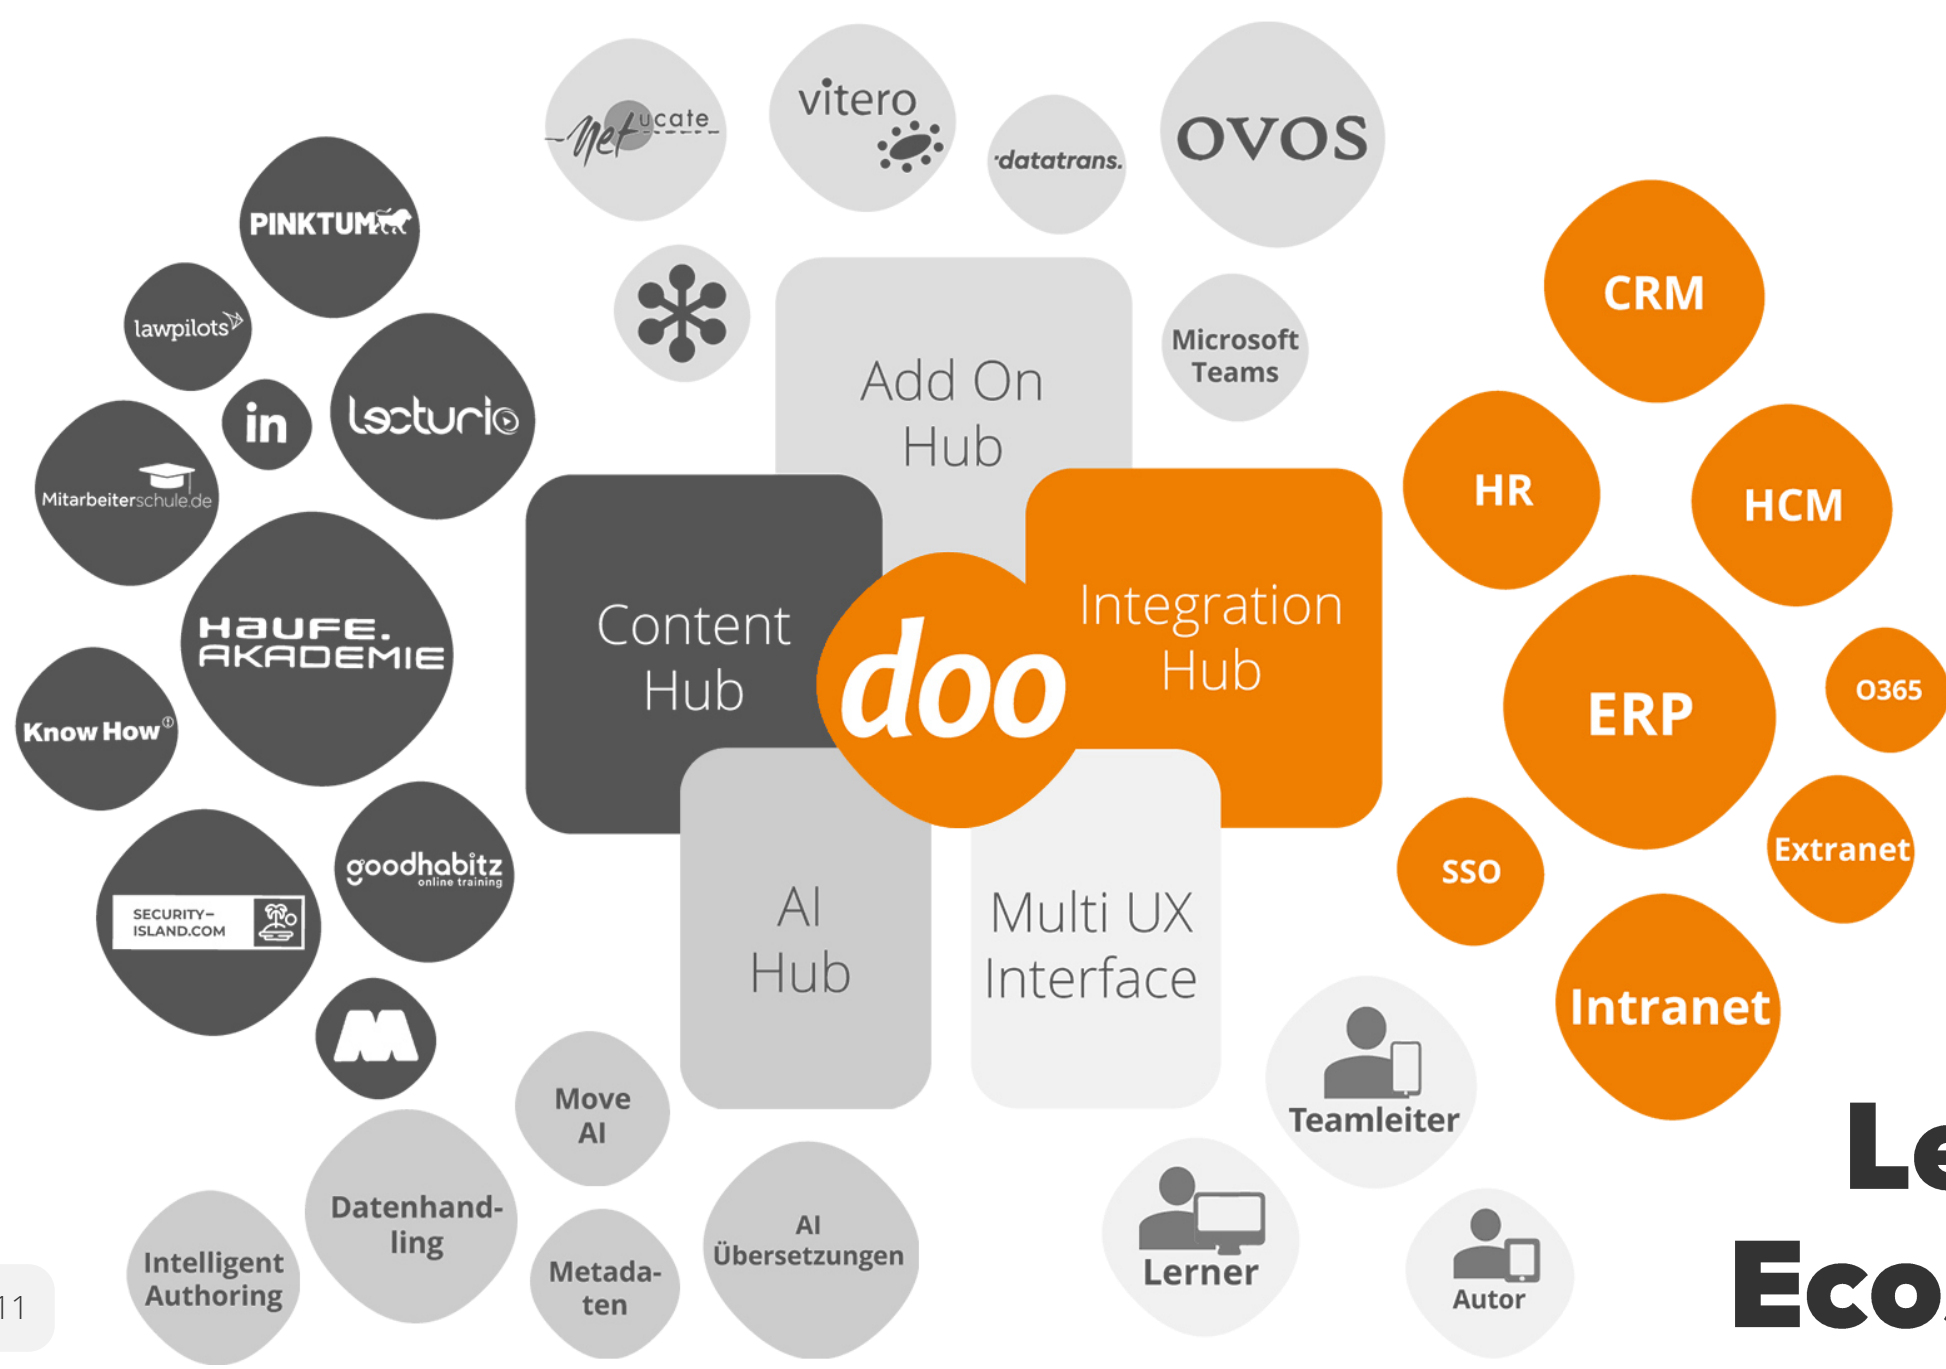 net
ucate
vitero
datatrans.
ovos
PINKTUM
lawpilots
in
lecturio
Mitarbeiterschule.de
HAUFE.
AKADEMIE
Know How
goodhabitz
online training
SECURITY–
ISLAND.COM
M
Add On
Hub
Microsoft
Teams
Content
Hub
doo
Integration
Hub
AI
Hub
Multi UX
Interface
CRM
HR
HCM
ERP
O365
SSO
Extranet
Intranet
Move
AI
Datenhand-
ling
Intelligent
Authoring
Metada-
ten
AI
Übersetzungen
Teamleiter
Lerner
Autor
Le
Eco
11